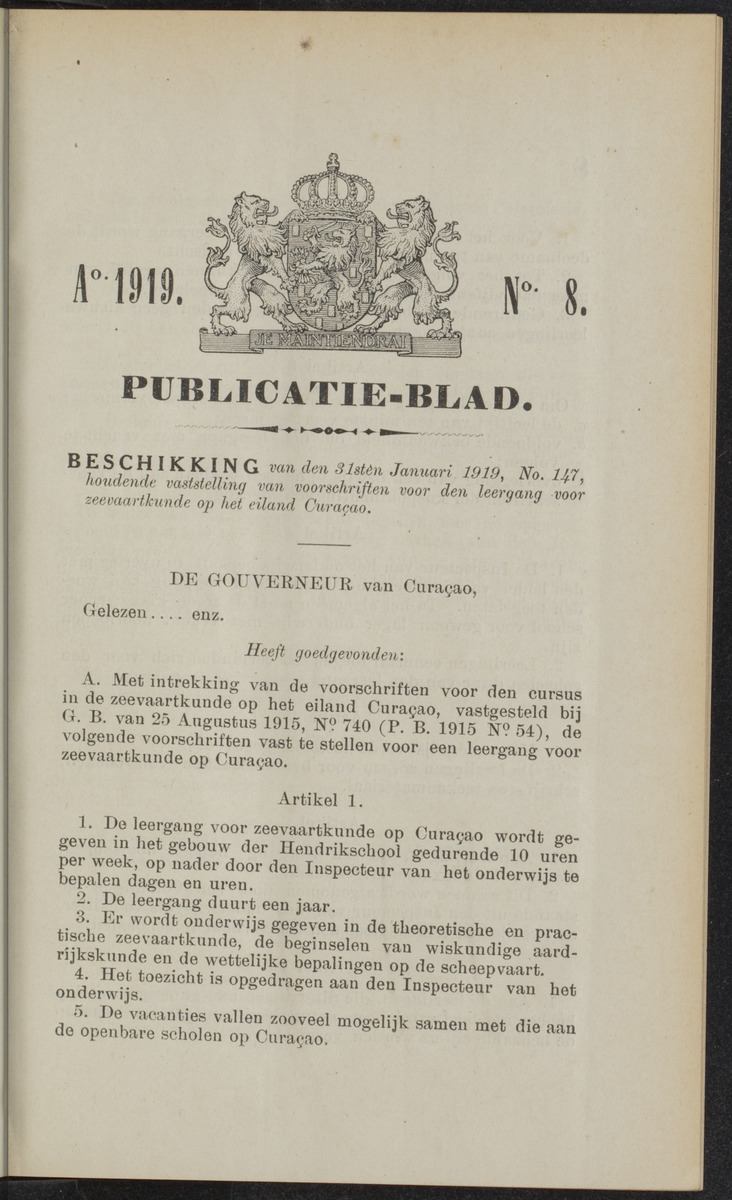 Aº. 1919.
Nº. 8.
JE MAINTIENDRAI
PUBLICATIE-BLAD.
BESCHIKKING van den 31stèn Januari 1919, No. 147,
houdende vaststelling van voorschriften voor den leergang voor
zeevaartkunde op het eiland Curaçao.
DE GOUVERNEUR van Curaçao,
Gelezen .... enz.
Heeft goedgevonden:
A. Met intrekking van de voorschriften voor den cursus
in de zeevaartkunde op het eiland Curaçao, vastgesteld bij
G. B. van 25 Augustus 1915, Nº 740 (P. B. 1915 Nº 54), de
volgende voorschriften vast te stellen voor een leergang voor
zeevaartkunde op Curaçao.
Artikel 1.
1. De leergang voor zeevaartkunde op Curaçao wordt ge-
geven in het gebouw der Hendrikschool gedurende 10 uren
per week, op nader door den Inspecteur van het onderwijs te
bepalen dagen en uren.
2. De leergang duurt een jaar.
3. Er wordt onderwijs gegeven in de theoretische en prac-
tische zeevaartkunde, de beginselen van wiskundige aard-
rijkskunde en de wettelijke bepalingen op de scheepvaart.
4. Het toezicht is opgedragen aan den Inspecteur van het
onderwijs.
5. De vacanties vallen zooveel mogelijk samen met die aan
de openbare scholen op Curaçao.